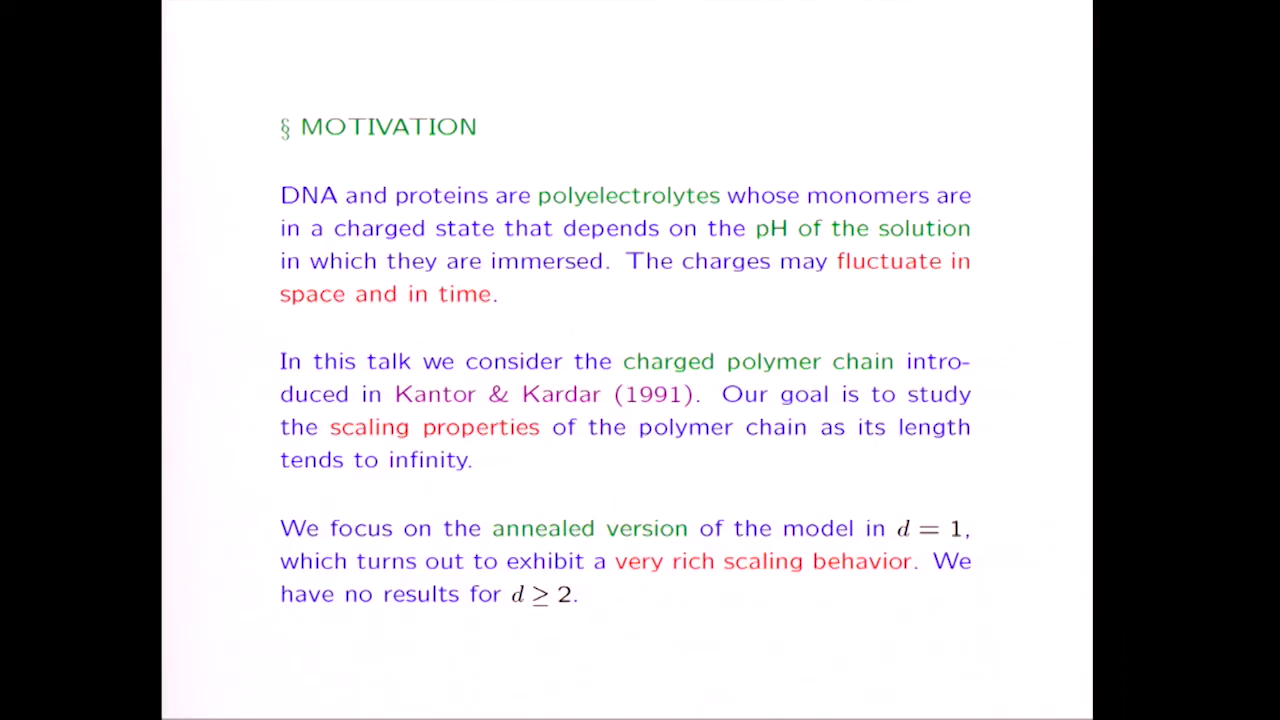 § MOTIVATION
DNA and proteins are polyelectrolytes whose monomers are
in a charged state that depends on the pH of the solution
in which they are immersed. The charges may fluctuate in
space and in time.
In this talk we consider the charged polymer chain intro-
duced in Kantor & Kardar (1991). Our goal is to study
the scaling properties of the polymer chain as its length
tends to infinity.
We focus on the annealed version of the model in d = 1,
which turns out to exhibit a very rich scaling behavior. We
have no results for d ≥ 2.